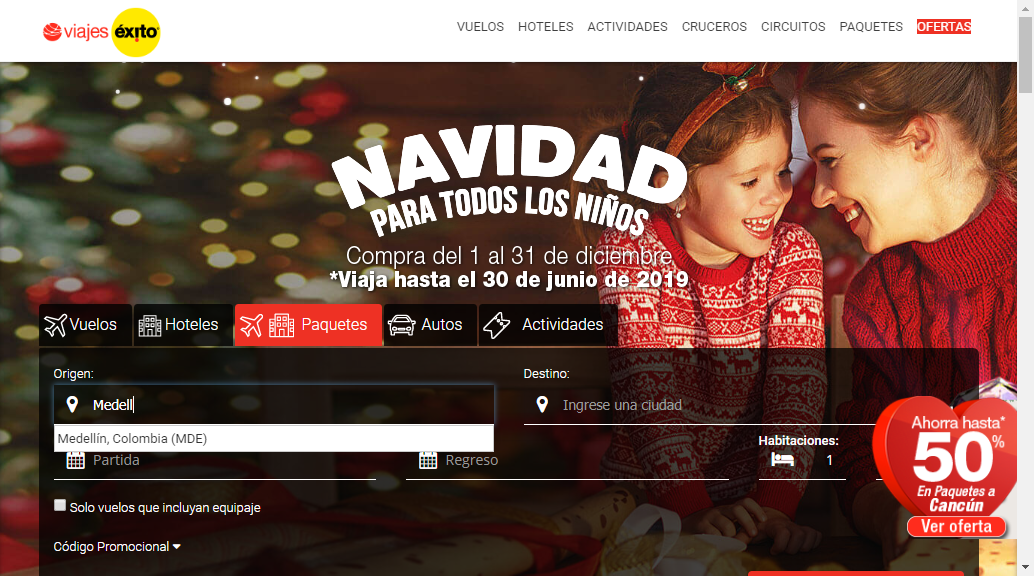 viajes éxito
VUELOS HOTELES ACTIVIDADES CRUCEROS CIRCUITOS PAQUETES OFERTAS
NAVIDAD
PARA TODOS LOS NIÑOS
Compra del 1 al 31 de diciembre
*Viaja hasta el 30 de junio de 2019
Vuelos Hoteles Paquetes Autos Actividades
Origen: Destino:
Medell Ingrese una ciudad
Medellín, Colombia (MDE)
Habitaciones:
Partida Regreso 1
Ahorra hasta*
50%
En Paquetes a
Cancún
Ver oferta
Solo vuelos que incluyan equipaje
Código Promocional